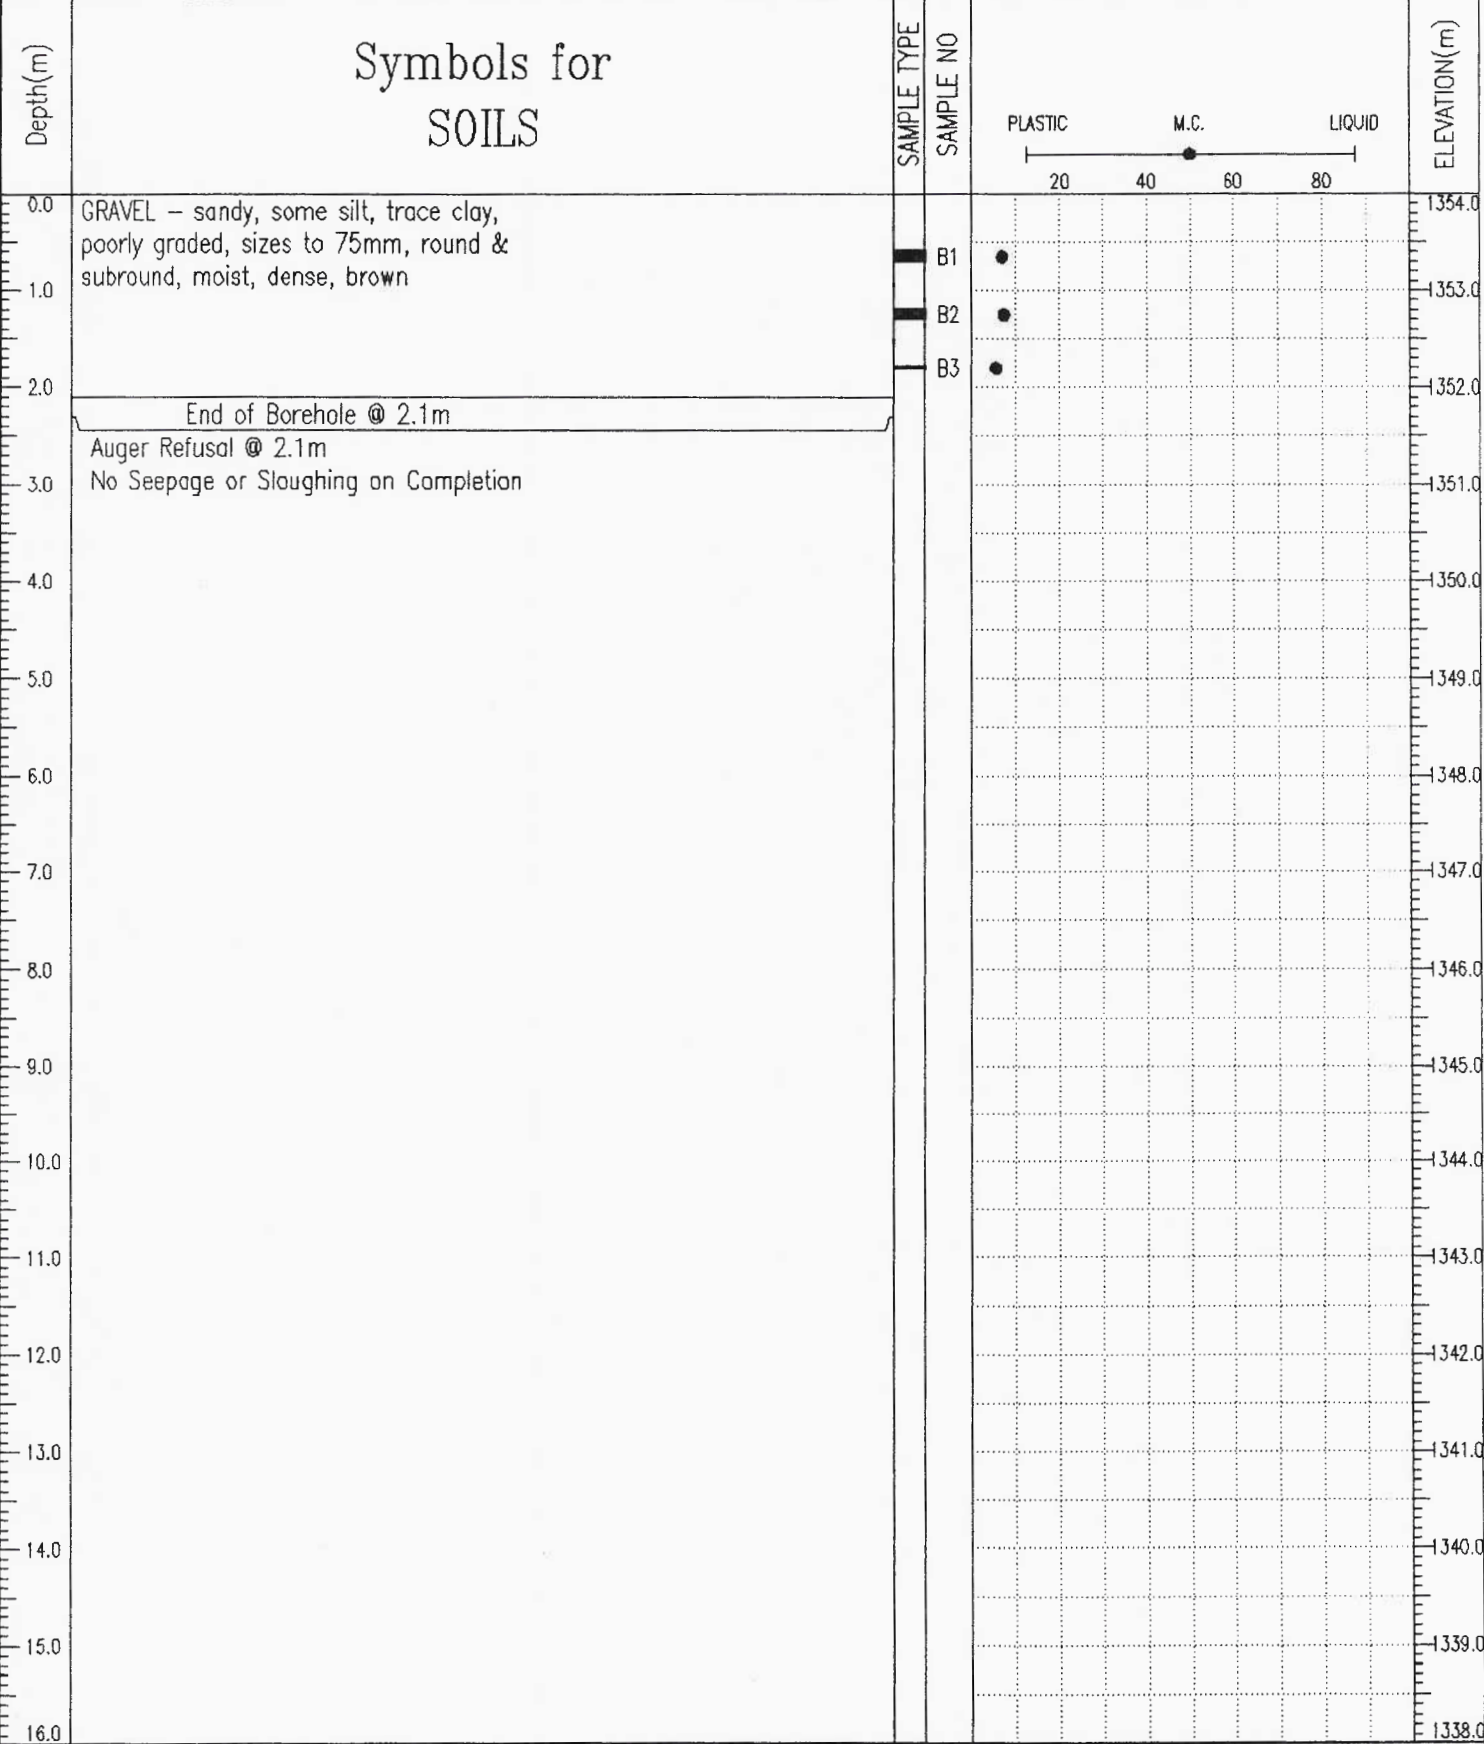 Depth(m)
Symbols for
SOILS
SAMPLE TYPE
SAMPLE NO
PLASTIC M.C. LIQUID
20 40 60 80
ELEVATION(m)
0.0
GRAVEL – sandy, some silt, trace clay,
poorly graded, sizes to 75mm, round &
subround, moist, dense, brown
1354.0
B1
1.0
1353.0
B2
B3
2.0
1352.0
End of Borehole @ 2.1m
Auger Refusal @ 2.1m
No Seepage or Sloughing on Completion
3.0
1351.0
4.0
1350.0
5.0
1349.0
6.0
1348.0
7.0
1347.0
8.0
1346.0
9.0
1345.0
10.0
1344.0
11.0
1343.0
12.0
1342.0
13.0
1341.0
14.0
1340.0
15.0
1339.0
16.0
1338.0